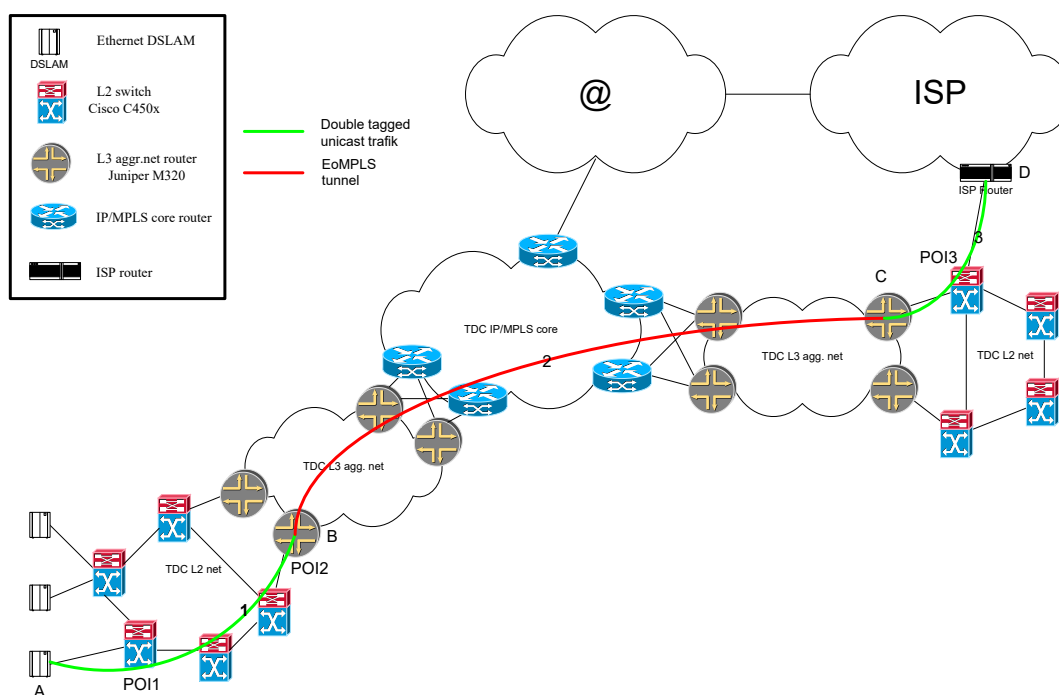 Ethernet DSLAM
DSLAM
L2 switch
Cisco C450x
L3 aggr.net router
Juniper M320
IP/MPLS core router
ISP router
Double tagged
unicast trafik
EoMPLS
tunnel
@
ISP
D
ISP Router
3
POI3
C
TDC IP/MPLS core
2
TDC L3 agg. net
TDC L2 net
TDC L3 agg. net
B
POI2
TDC L2 net
1
A
POI1